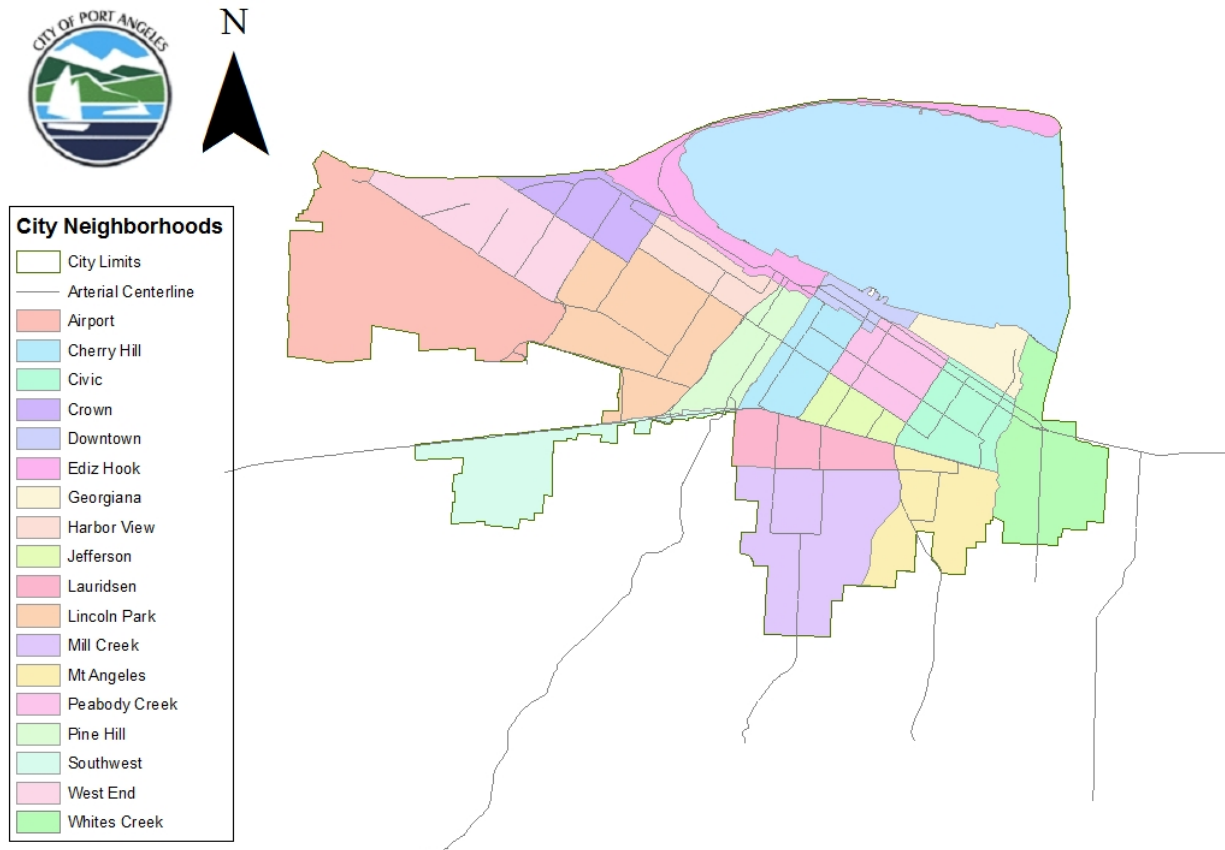 CITY OF PORT ANGELES
N
City Neighborhoods
City Limits
Arterial Centerline
Airport
Cherry Hill
Civic
Crown
Downtown
Ediz Hook
Georgiana
Harbor View
Jefferson
Lauridsen
Lincoln Park
Mill Creek
Mt Angeles
Peabody Creek
Pine Hill
Southwest
West End
Whites Creek